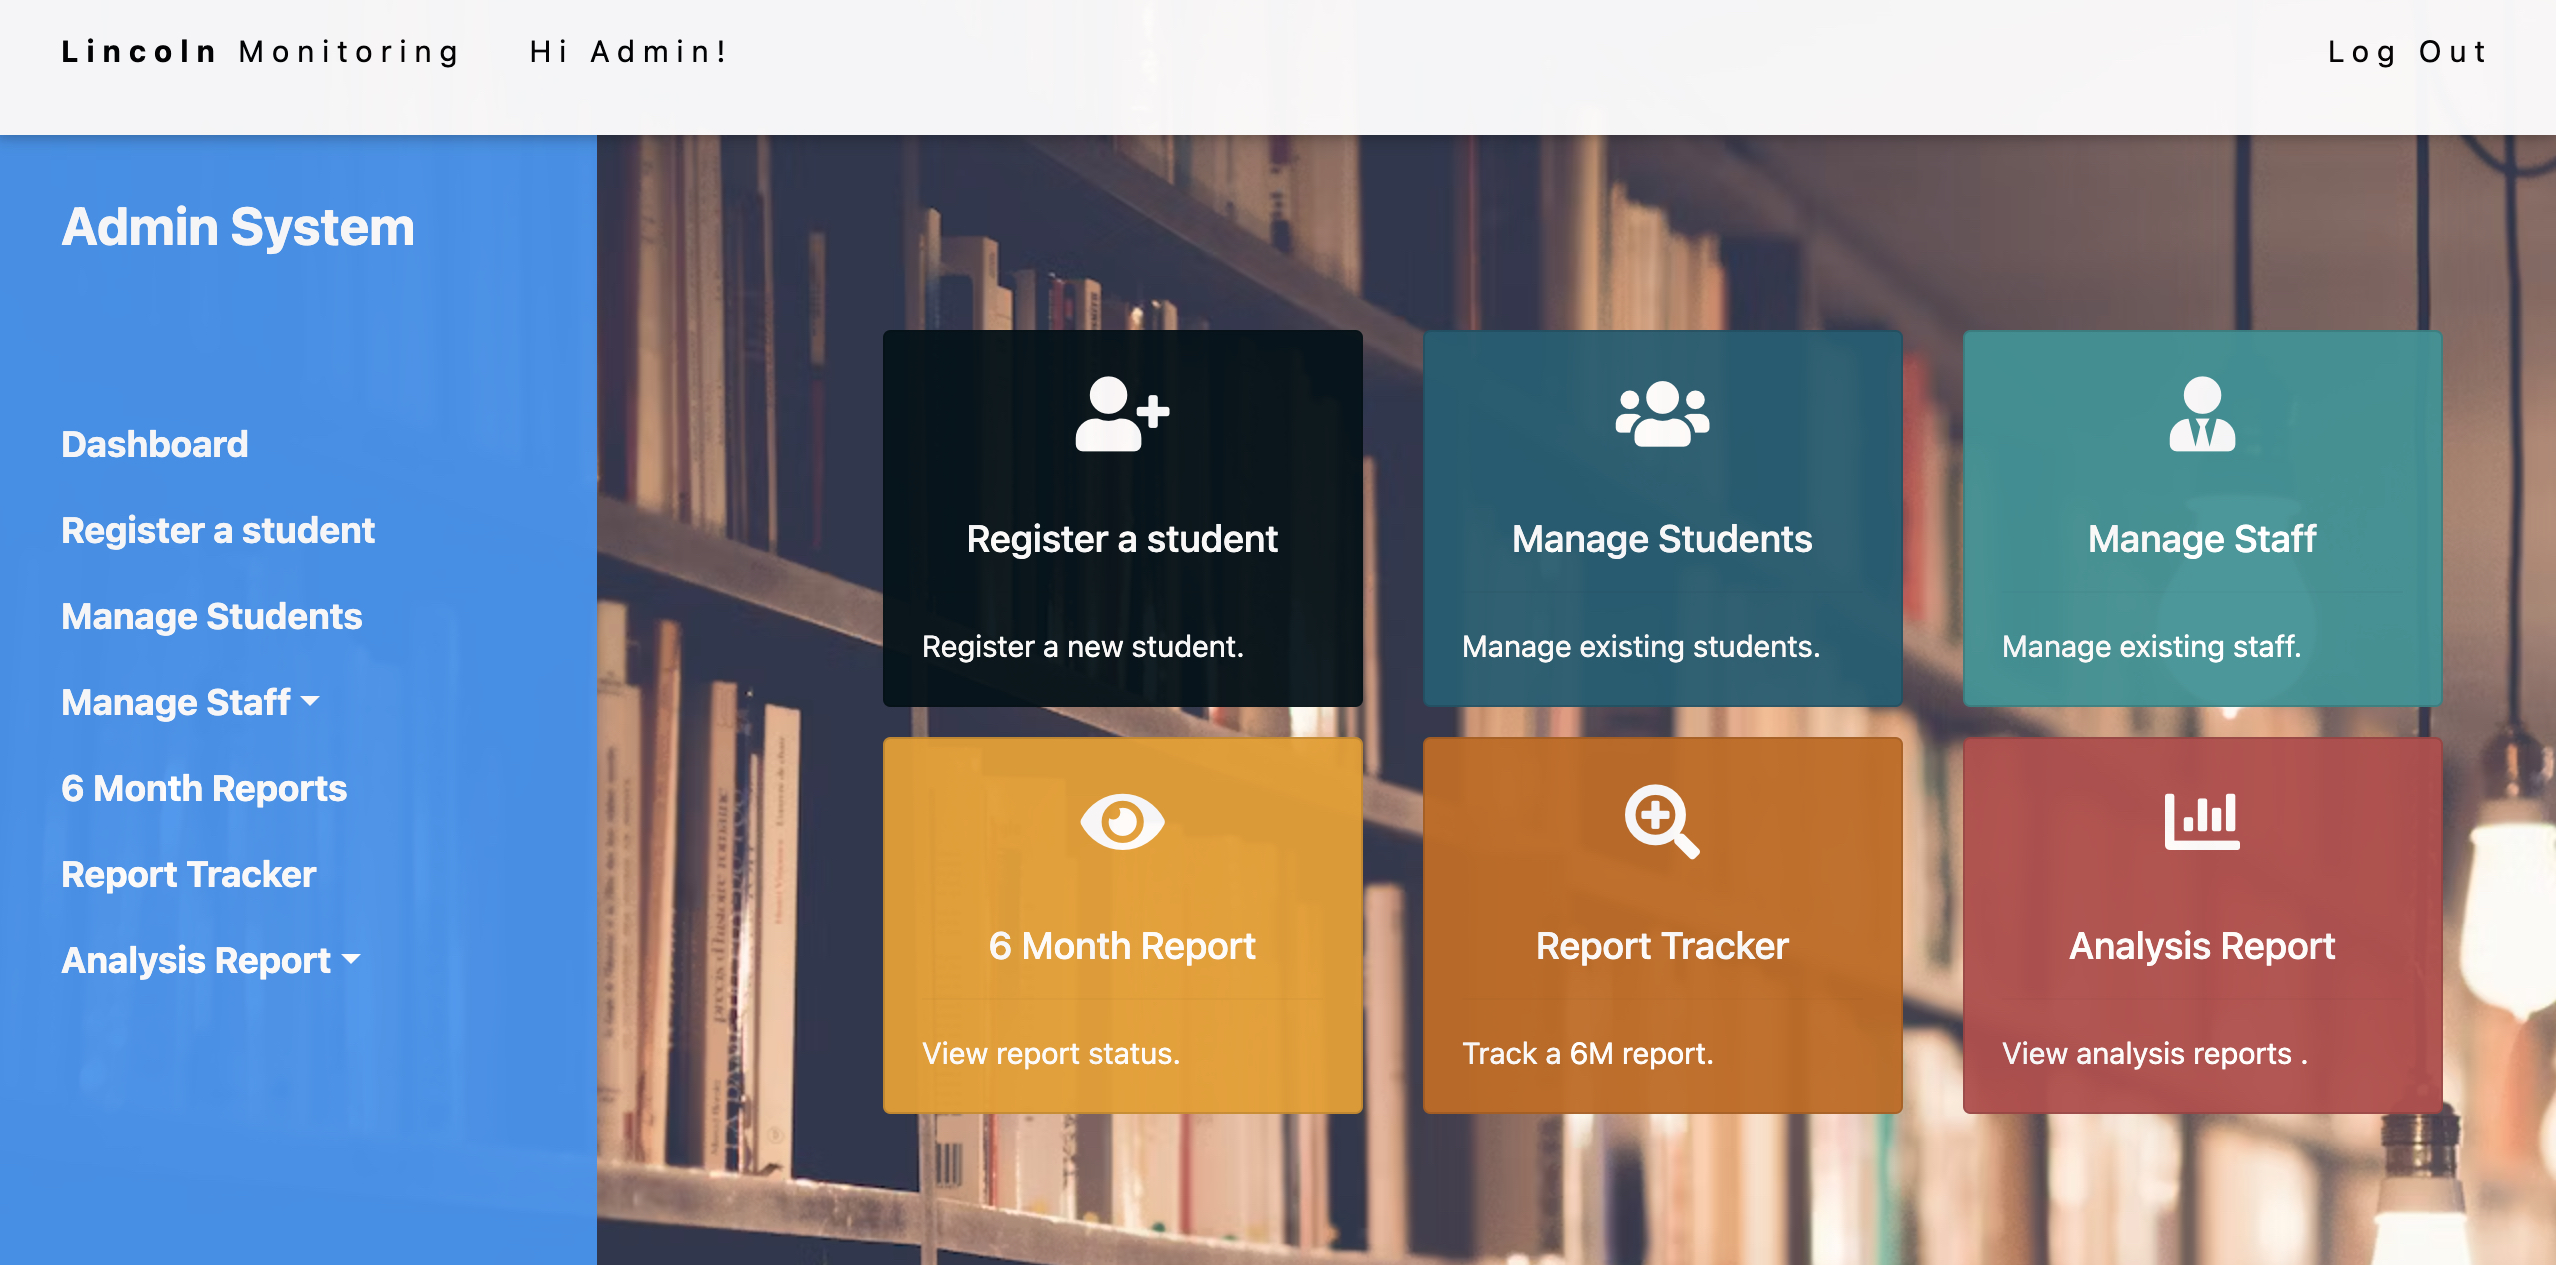 Lincoln Monitoring
Hi Admin!
Log Out
Admin System
Dashboard
Register a student
Manage Students
Manage Staff
6 Month Reports
Report Tracker
Analysis Report
Register a student
Register a new student.
Manage Students
Manage existing students.
Manage Staff
Manage existing staff.
6 Month Report
View report status.
Report Tracker
Track a 6M report.
Analysis Report
View analysis reports .